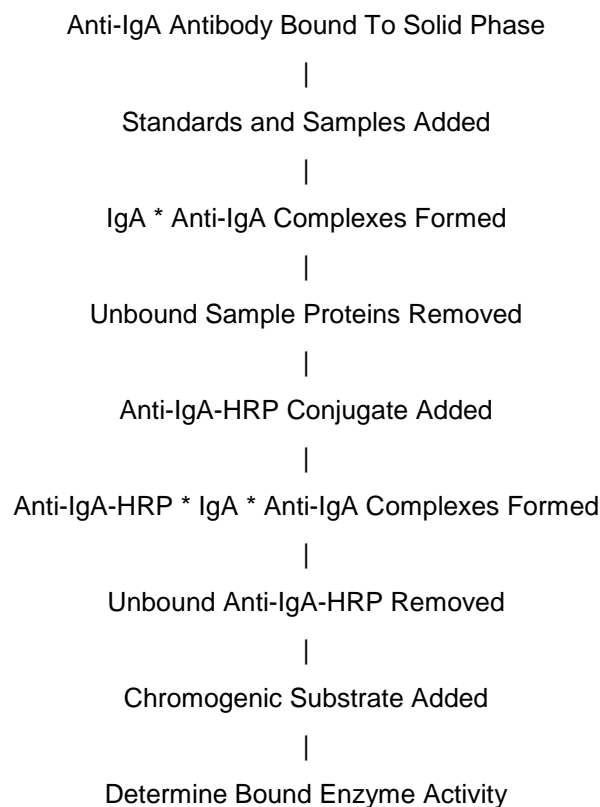 Anti-IgA Antibody Bound To Solid Phase
|
Standards and Samples Added
|
IgA * Anti-IgA Complexes Formed
|
Unbound Sample Proteins Removed
|
Anti-IgA-HRP Conjugate Added
|
Anti-IgA-HRP * IgA * Anti-IgA Complexes Formed
|
Unbound Anti-IgA-HRP Removed
|
Chromogenic Substrate Added
|
Determine Bound Enzyme Activity